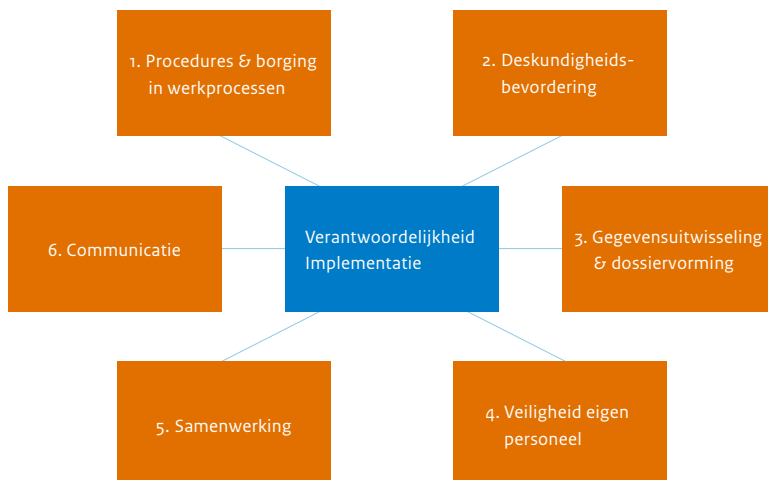 1. Procedures & borging
in werkprocessen
2. Deskundigheids-
bevordering
3. Gegevensuitwisseling
& dossiervorming
4. Veiligheid eigen
personeel
5. Samenwerking
6. Communicatie
Verantwoordelijkheid
Implementatie